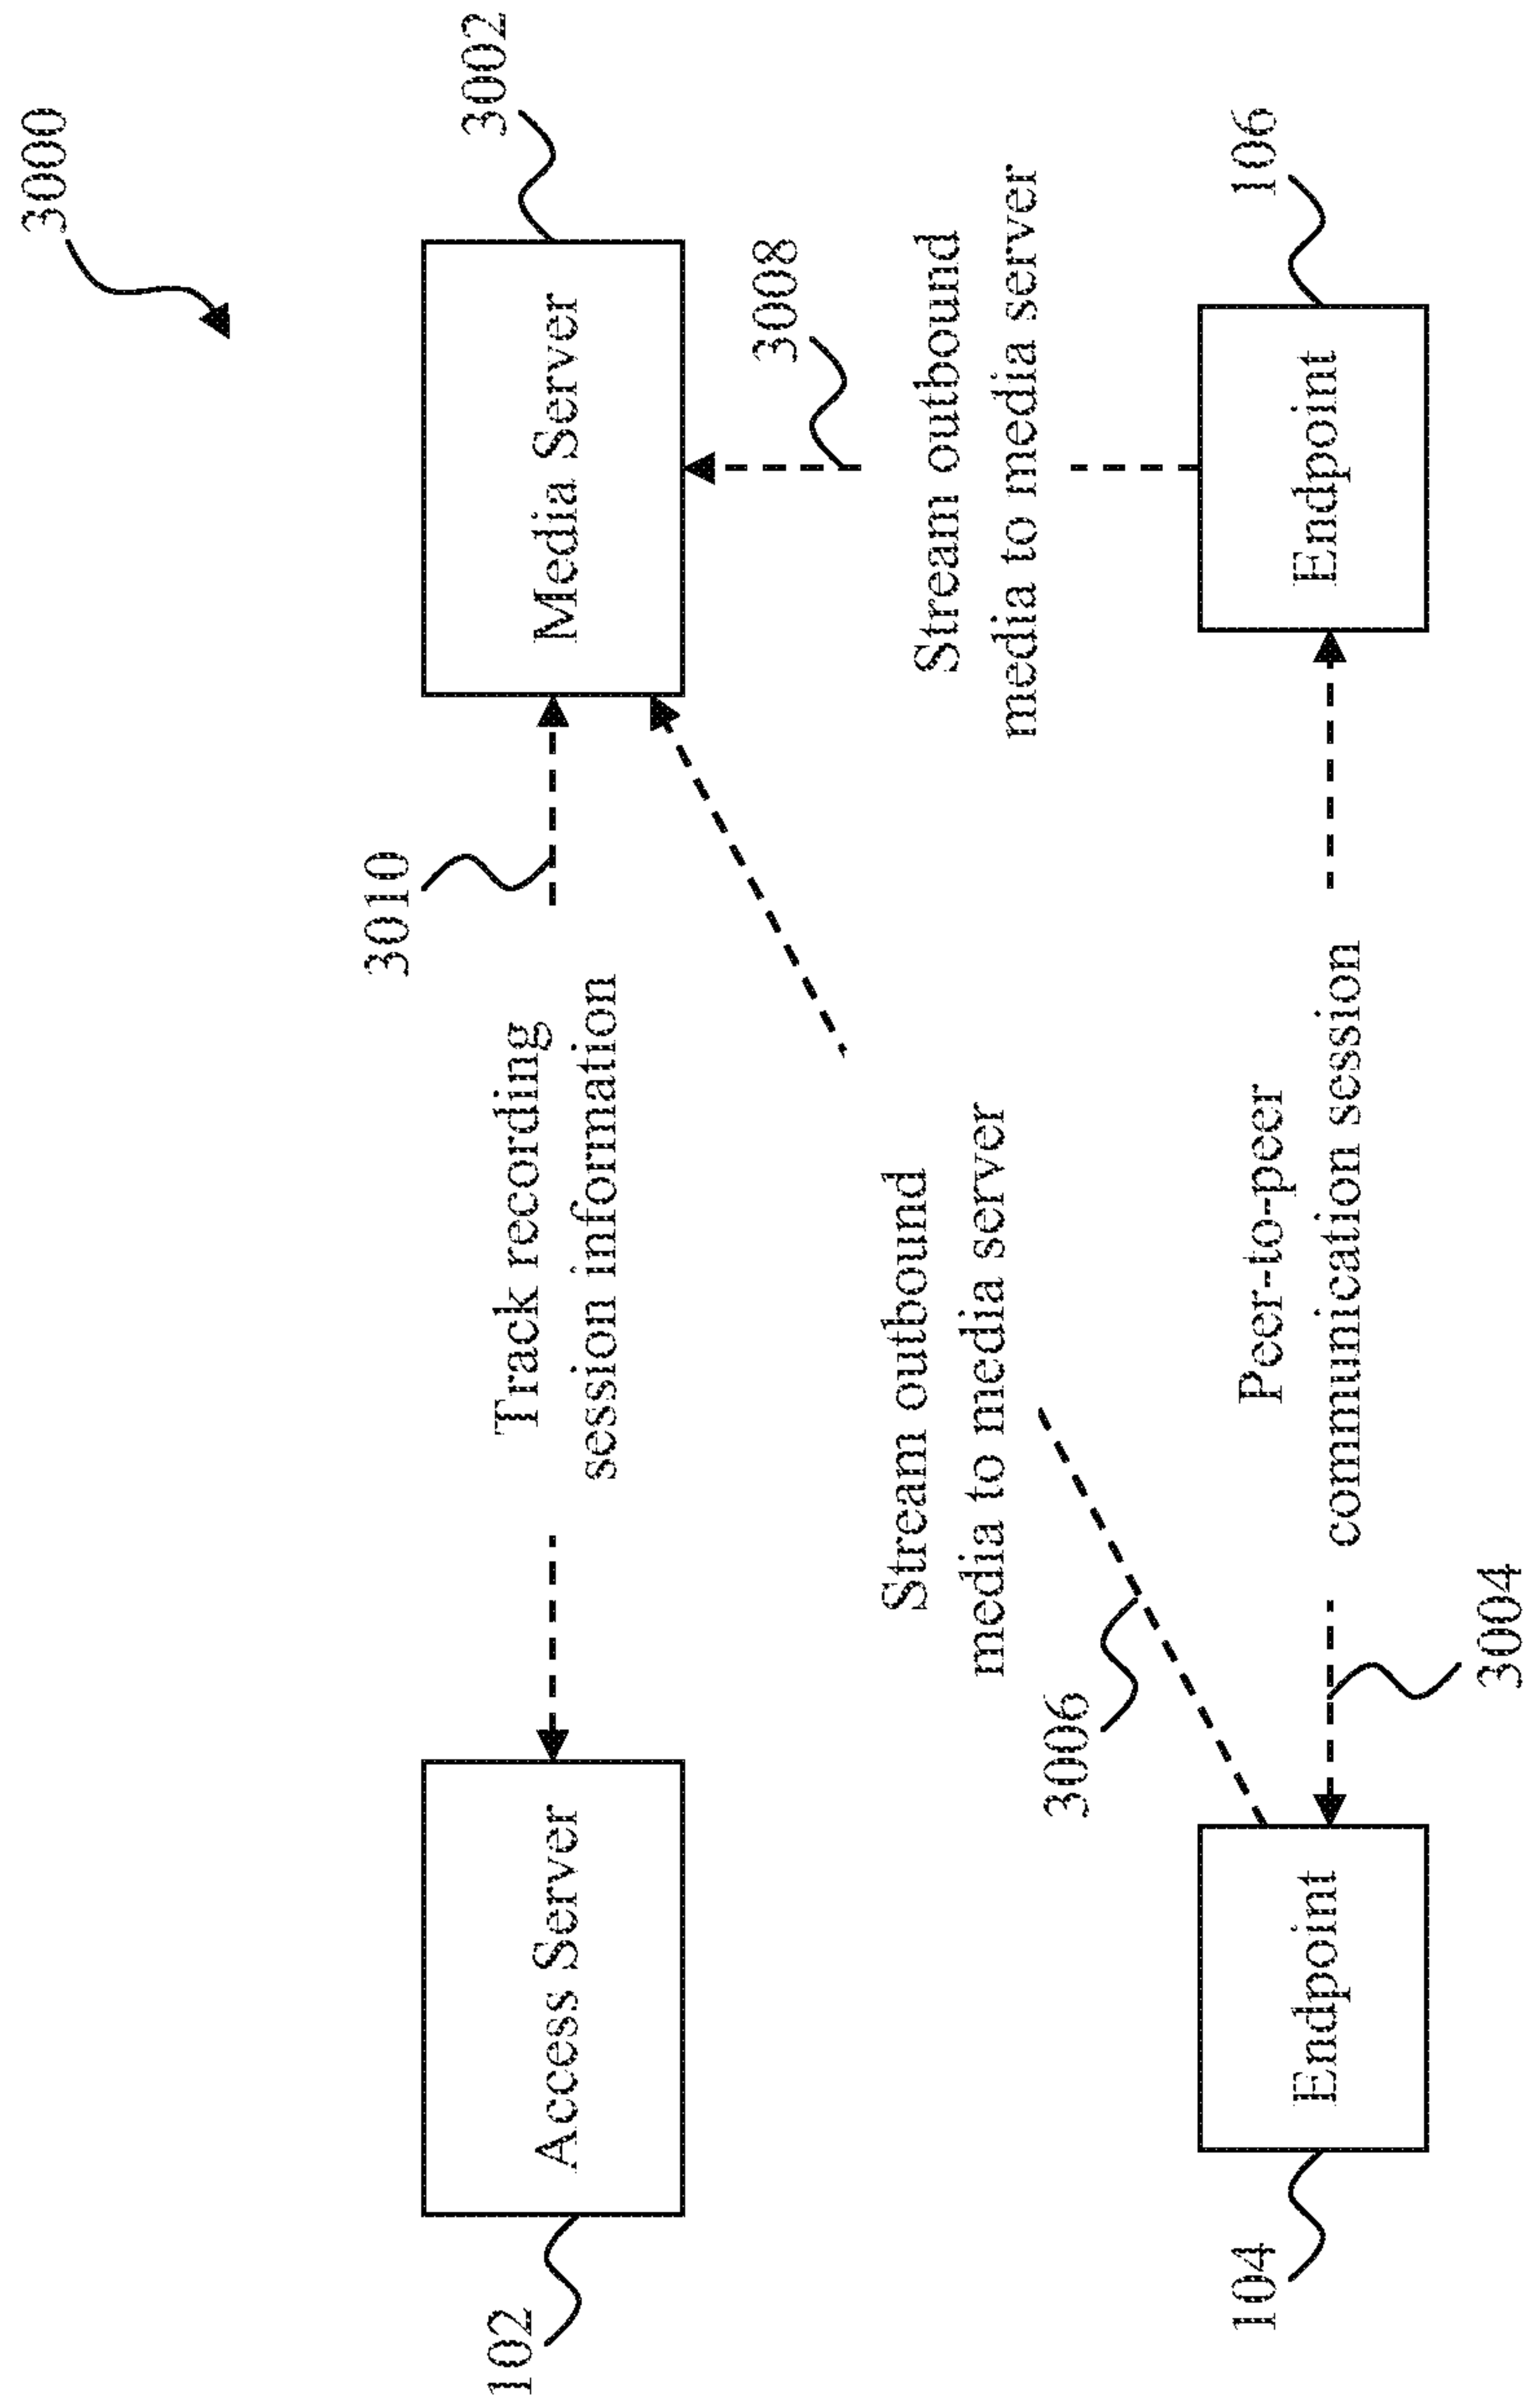 3000
102
Access Server
Track recording
session information
3010
Media Server
3002
Stream outbound
media to media server
3006
3008
Stream outbound
media to media server
104
Endpoint
Peer-to-peer
communication session
3004
Endpoint
106